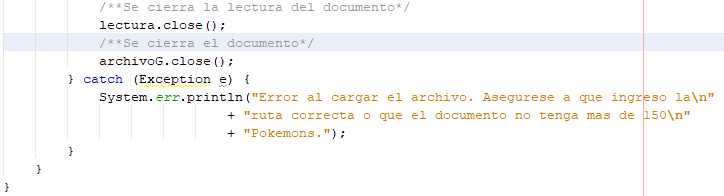 /**Se cierra la lectura del documento*/
lectura.close();
/**Se cierra el documento*/
archivoG.close();
} catch (Exception e) {
System.err.println("Error al cargar el archivo. Asegurese a que ingreso la\n"
+ "ruta correcta o que el documento no tenga mas de 150\n"
+ "Pokemons.");
}
}
}